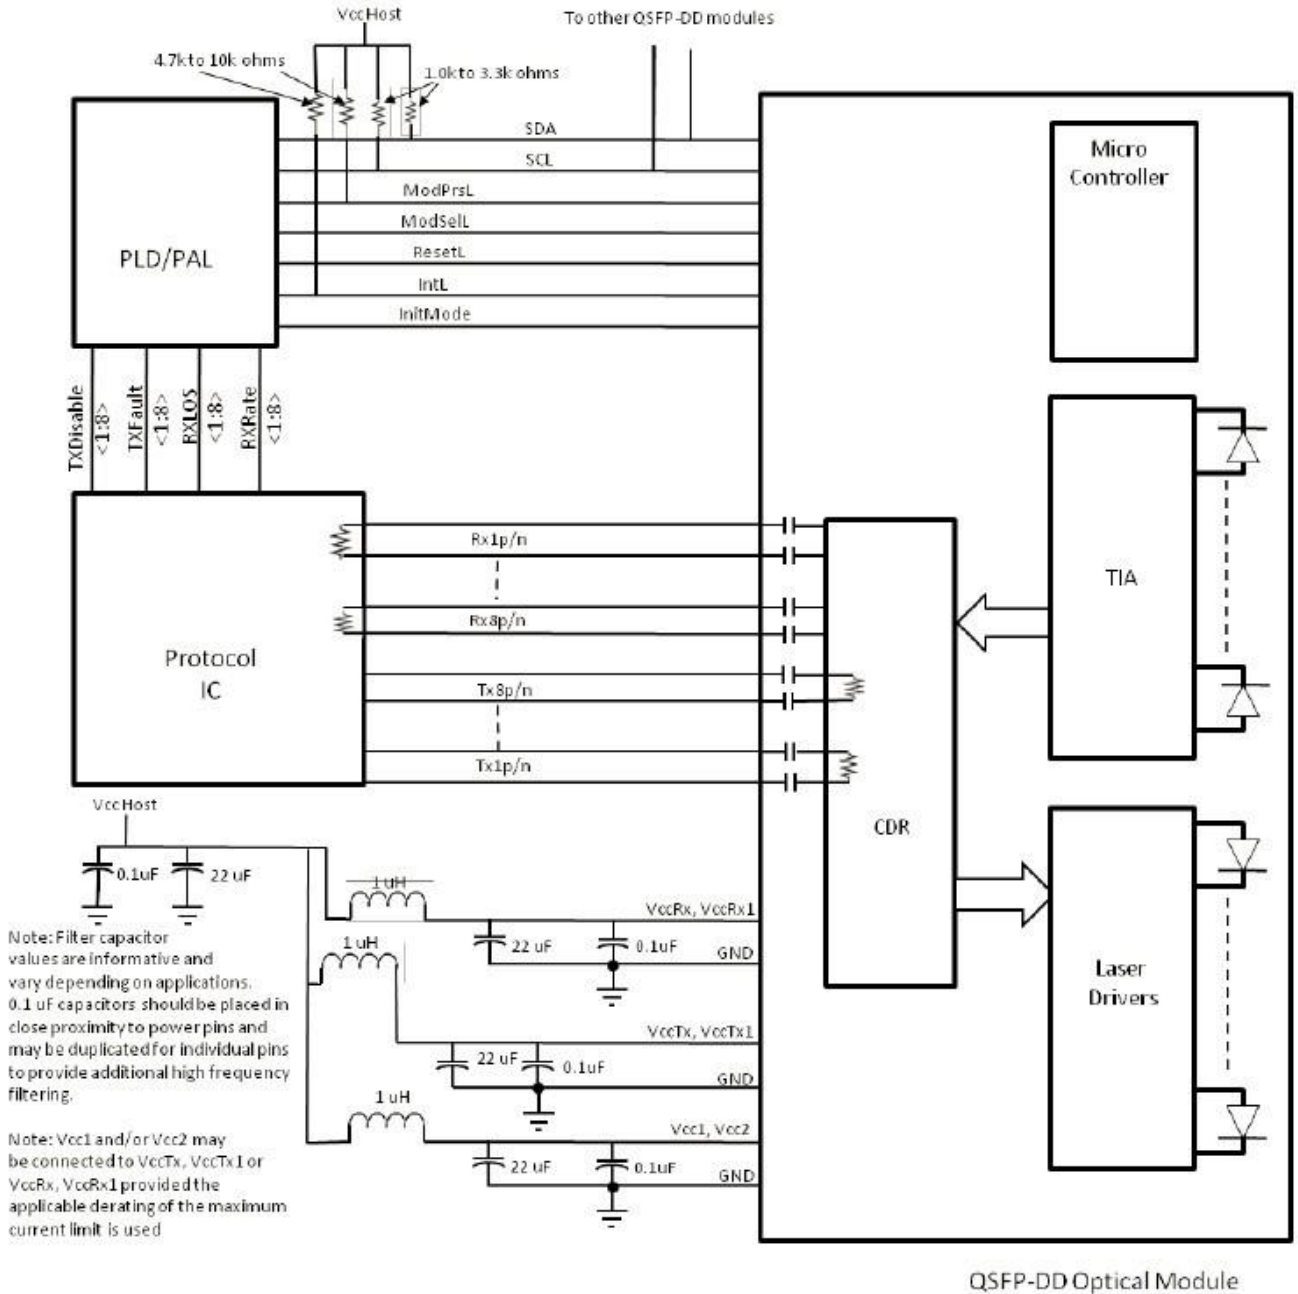 VccHost
To other QSFP-DD modules
4.7k to 10k ohms
1.0k to 3.3k ohms
SDA
SCL
ModPrsL
ModSelL
ResetL
IntL
InitMode
PLD/PAL
Micro
Controller
TXDisable
<1:8>
TXFault
<1:8>
RXLOS
<1:8>
RXRate
<1:8>
Rx1p/n
Rx8p/n
Tx8p/n
Tx1p/n
Protocol
IC
TIA
CDR
Laser
Drivers
VccHost
0.1uF
22 uF
1 uH
VccRx, VccRx1
22 uF
0.1uF
GND
1 uH
VccTx, VccTx1
22 uF
0.1uF
GND
1 uH
Vcc1, Vcc2
22 uF
0.1uF
GND
Note: Filter capacitor
values are informative and
vary depending on applications.
0.1 uF capacitors should be placed in
close proximity to power pins and
may be duplicated for individual pins
to provide additional high frequency
filtering.
Note: Vcc1 and/or Vcc2 may
be connected to VccTx, VccTx1 or
VccRx, VccRx1 provided the
applicable derating of the maximum
current limit is used
QSFP-DD Optical Module